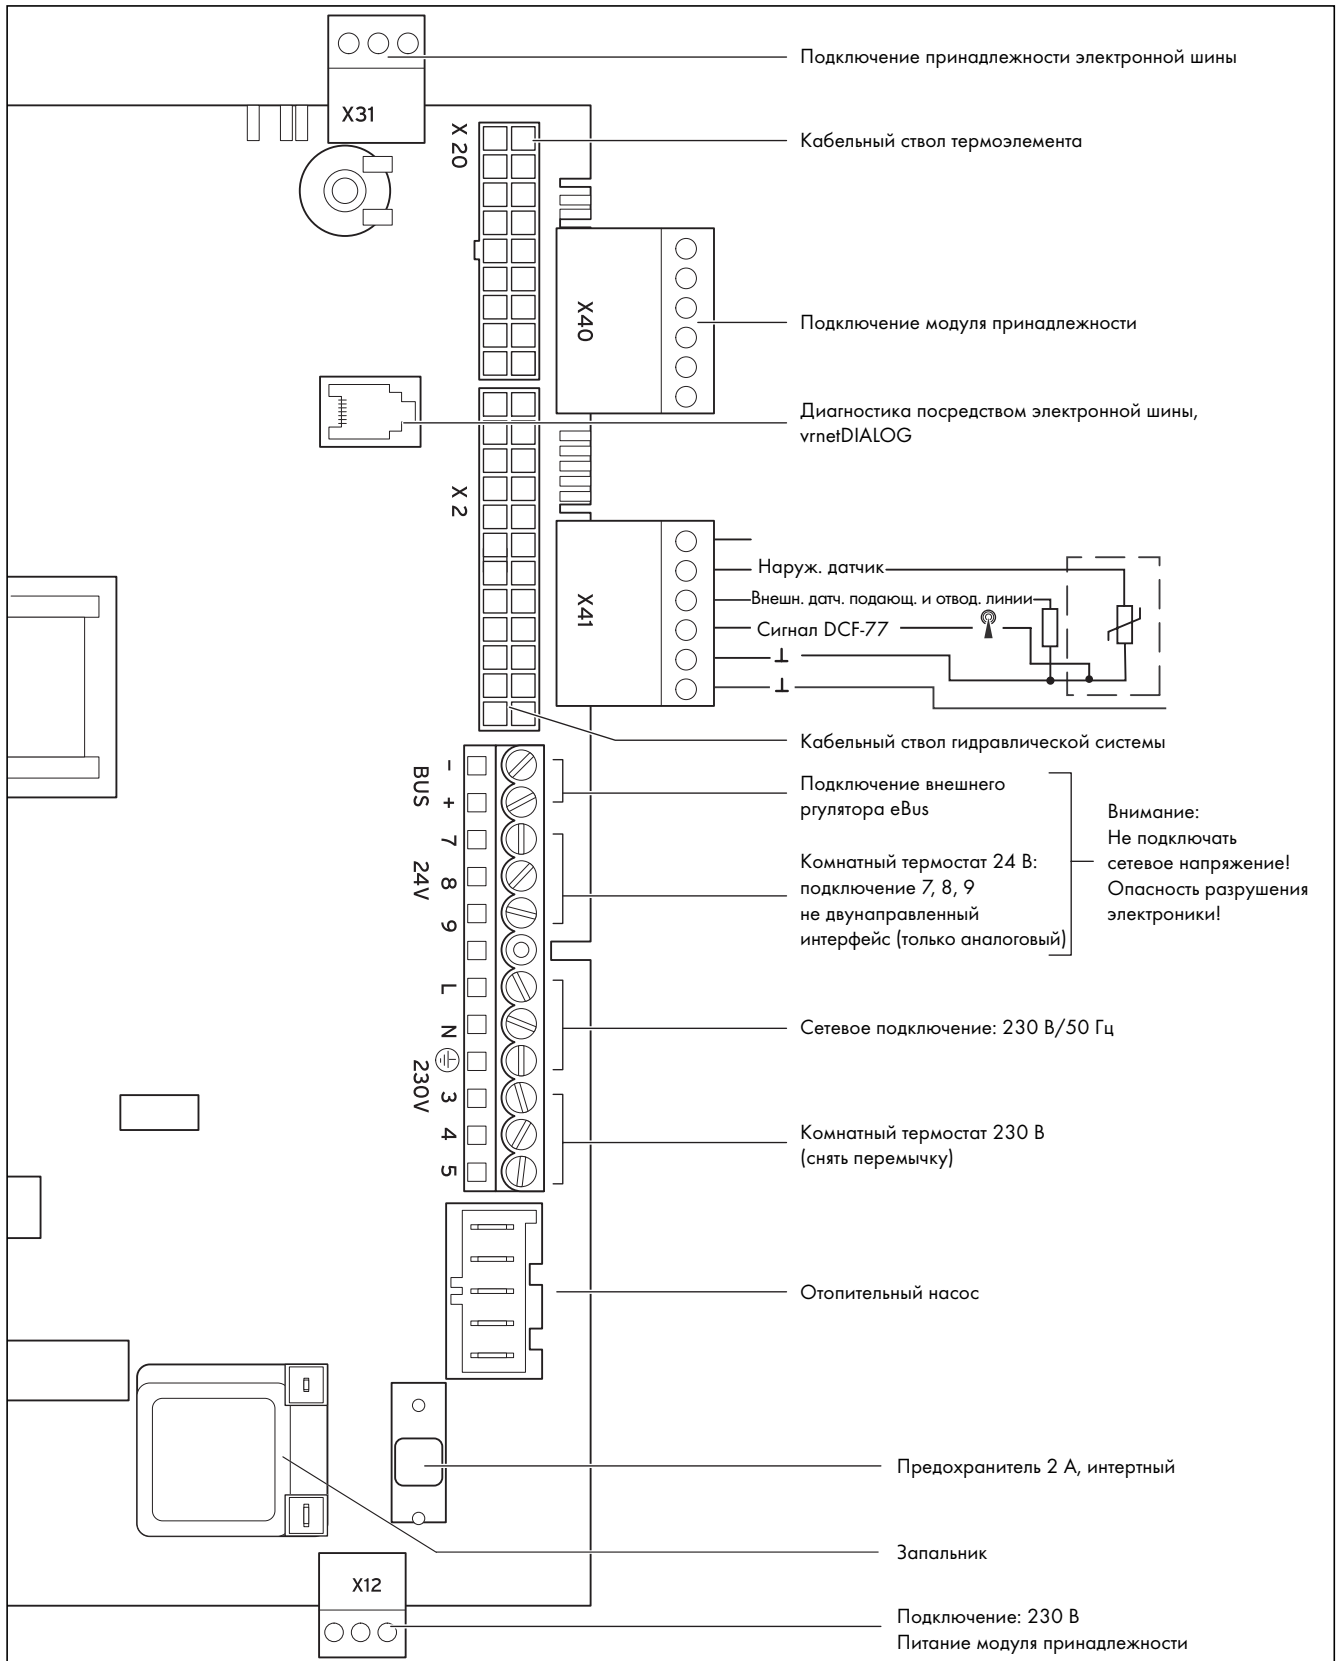 Подключение принадлежности электронной шины
X31
X 20
Кабельный ствол термоэлемента
X40
Подключение модуля принадлежности
Диагностика посредством электронной шины,
vrnetDIALOG
X 2
X41
Наруж. датчик
Внешн. датч. подающ. и отвод. линии
Сигнал DCF-77
Кабельный ствол гидравлической системы
BUS
-
+
Подключение внешнего
ргулятора eBus
24V
7
8
9
Комнатный термостат 24 В:
подключение 7, 8, 9
не двунаправленный
интерфейс (только аналоговый)
Внимание:
Не подключать
сетевое напряжение!
Опасность разрушения
электроники!
230V
L
N
Сетевое подключение: 230 В/50 Гц
3
4
5
Комнатный термостат 230 В
(снять перемычку)
Отопительный насос
Предохранитель 2 А, интертный
Запальник
X12
Подключение: 230 В
Питание модуля принадлежности